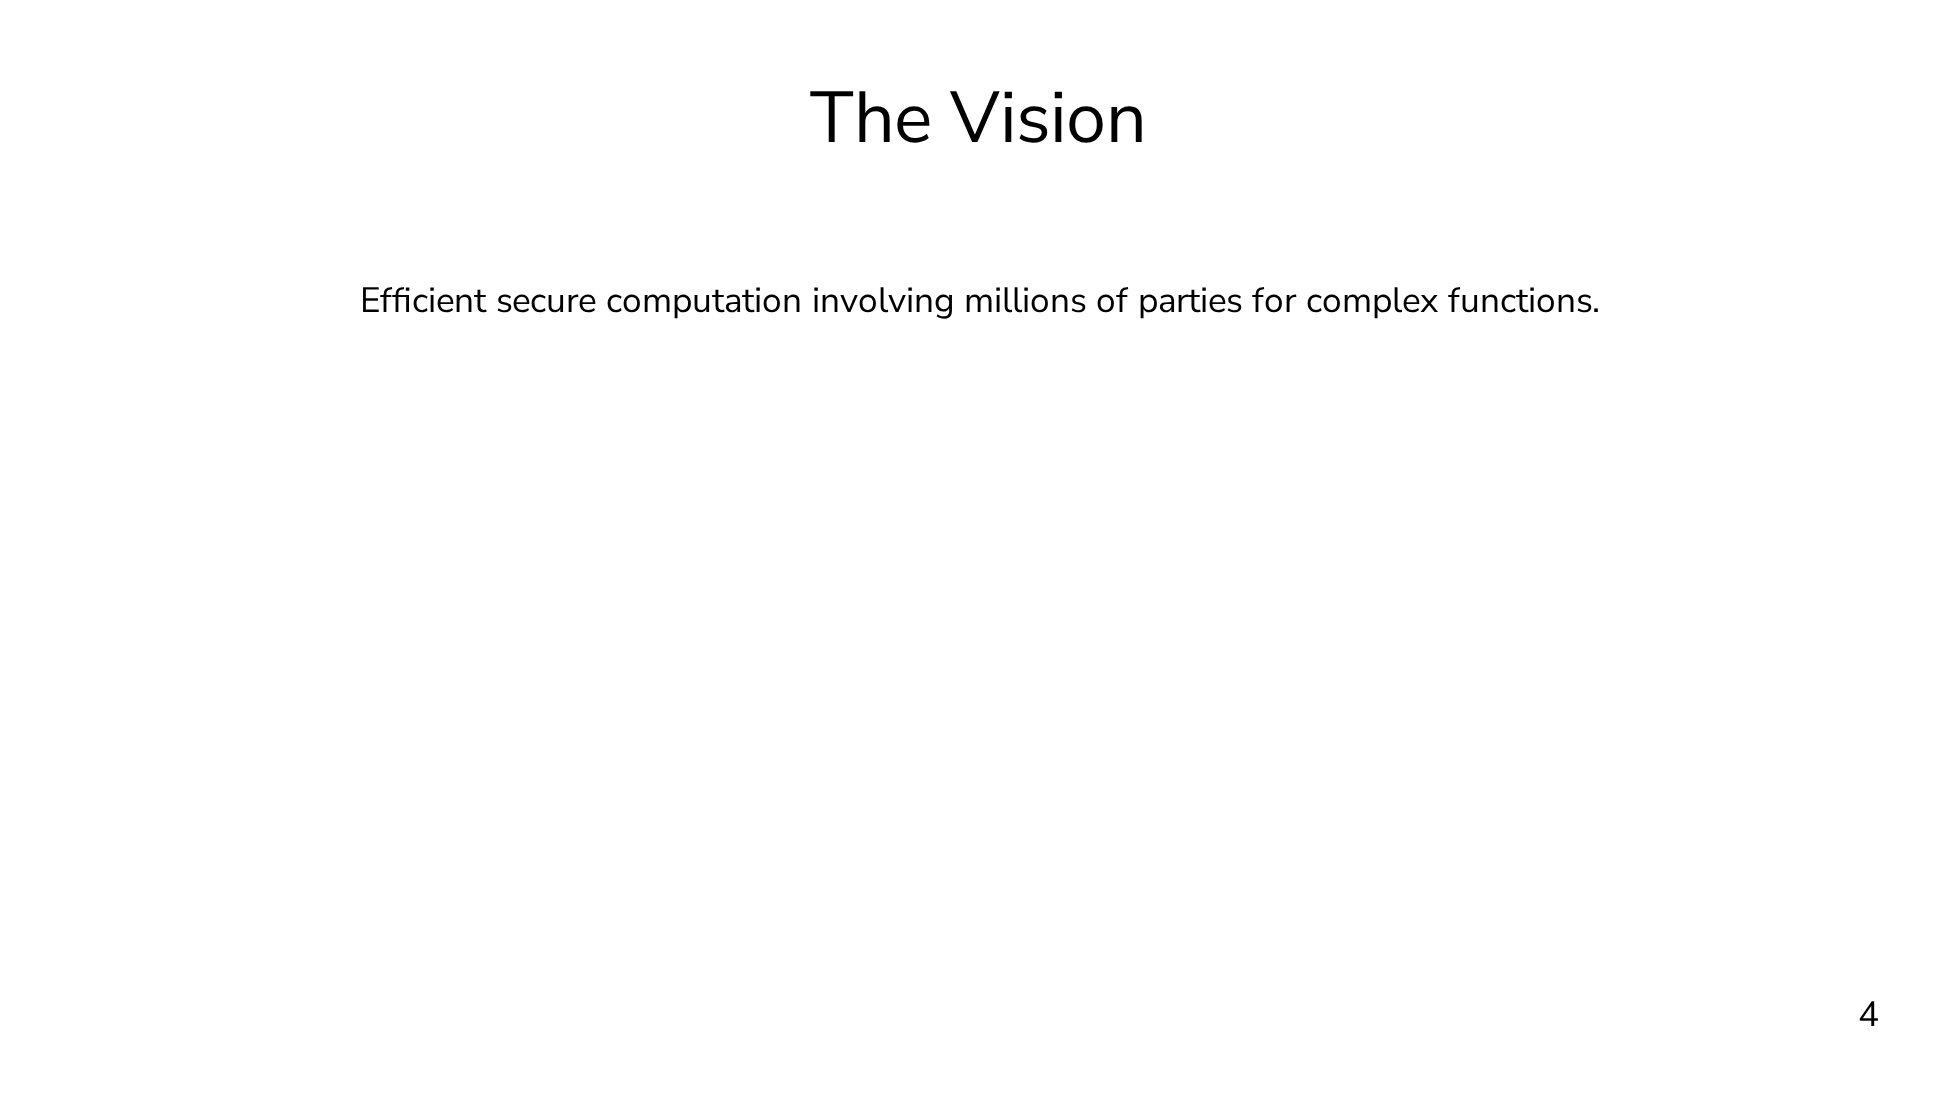 The Vision
Efficient secure computation involving millions of parties for complex functions.
4